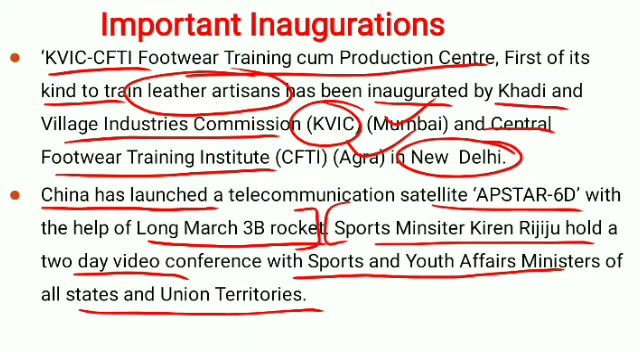 Important Inaugurations
• 'KVIC-CFTI Footwear Training cum Production Centre, First of its
kind to train leather artisans has been inaugurated by Khadi and
Village Industries Commission (KVIC, (Mumbai) and Central
Footwear Training Institute (CFTI) (Agra) in New Delhi.
• China has launched a telecommunication satellite 'APSTAR-6D' with
the help of Long March 3B rocket. Sports Minsiter Kiren Rijiju hold a
two day video conference with Sports and Youth Affairs Ministers of
all states and Union Territories.